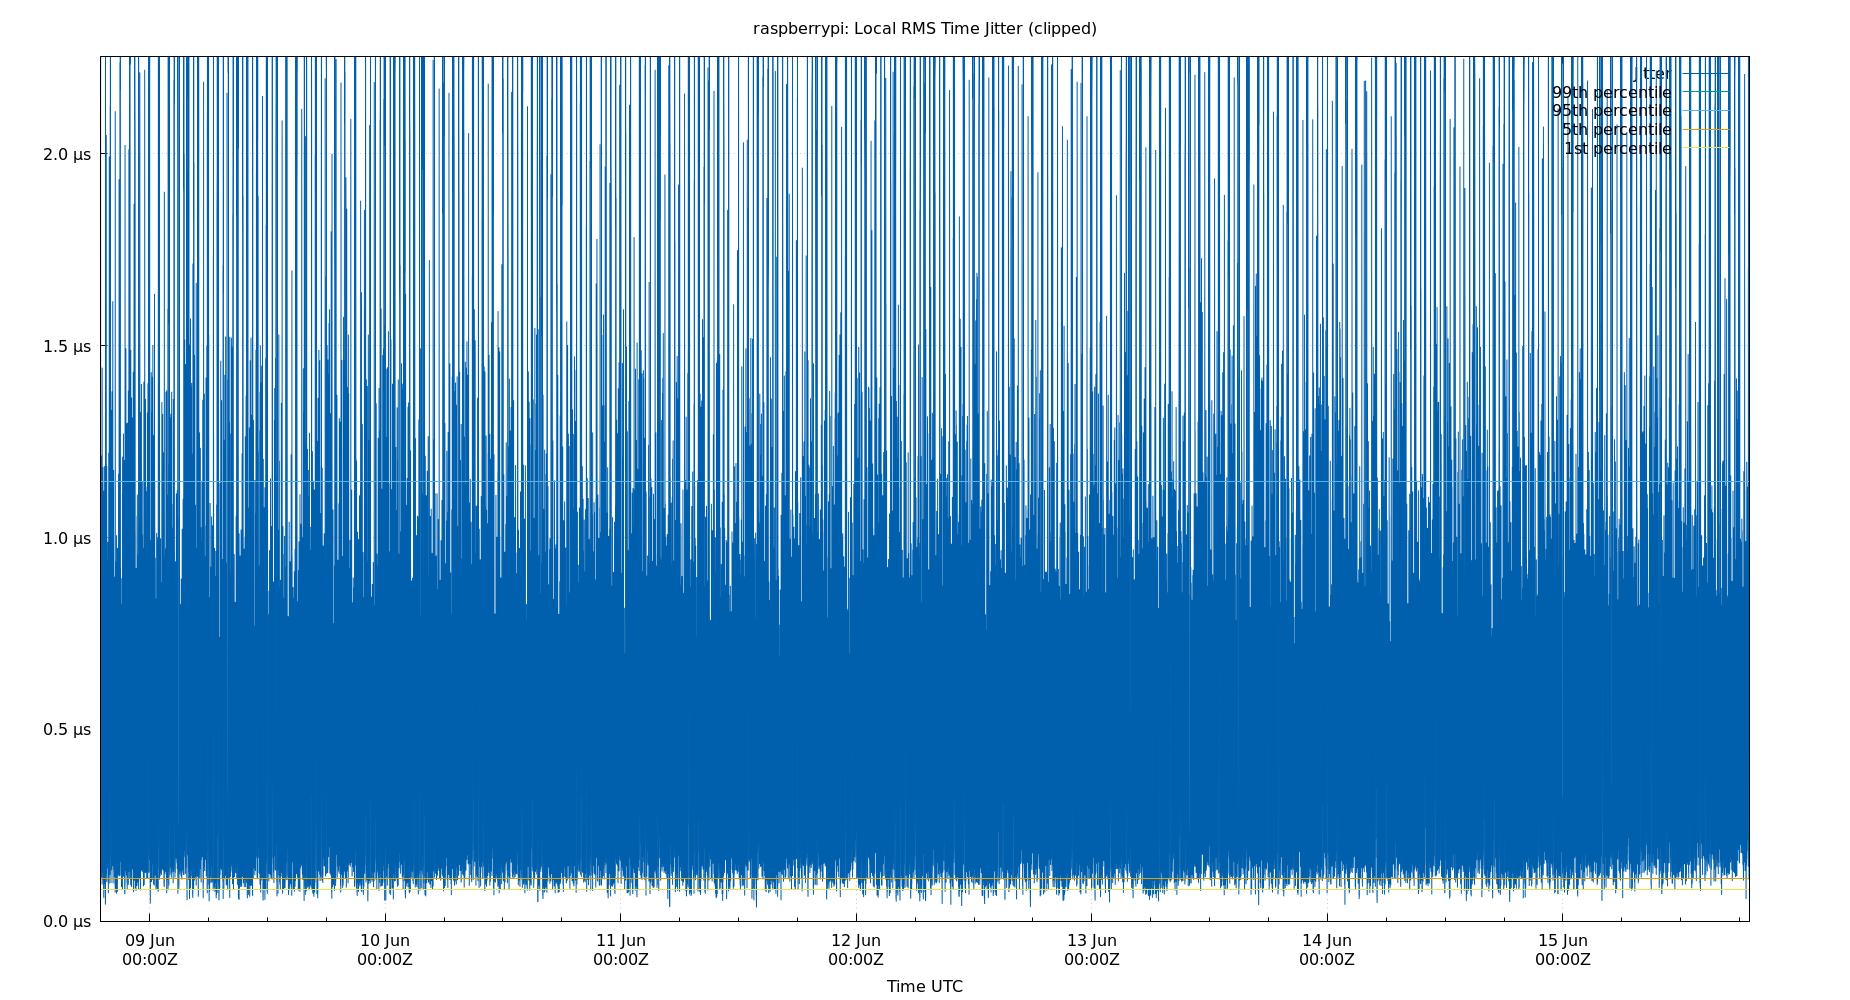 raspberrypi: Local RMS Time Jitter (clipped)
jitter
99th percentile
95th percentile
5th percentile
1st percentile
2.0 µs
1.5 µs
1.0 µs
0.5 µs
0.0 µs
09 Jun 10 Jun 11 Jun 12 Jun 13 Jun 14 Jun 15 Jun
00:00Z 00:00Z 00:00Z 00:00Z 00:00Z 00:00Z 00:00Z
Time UTC